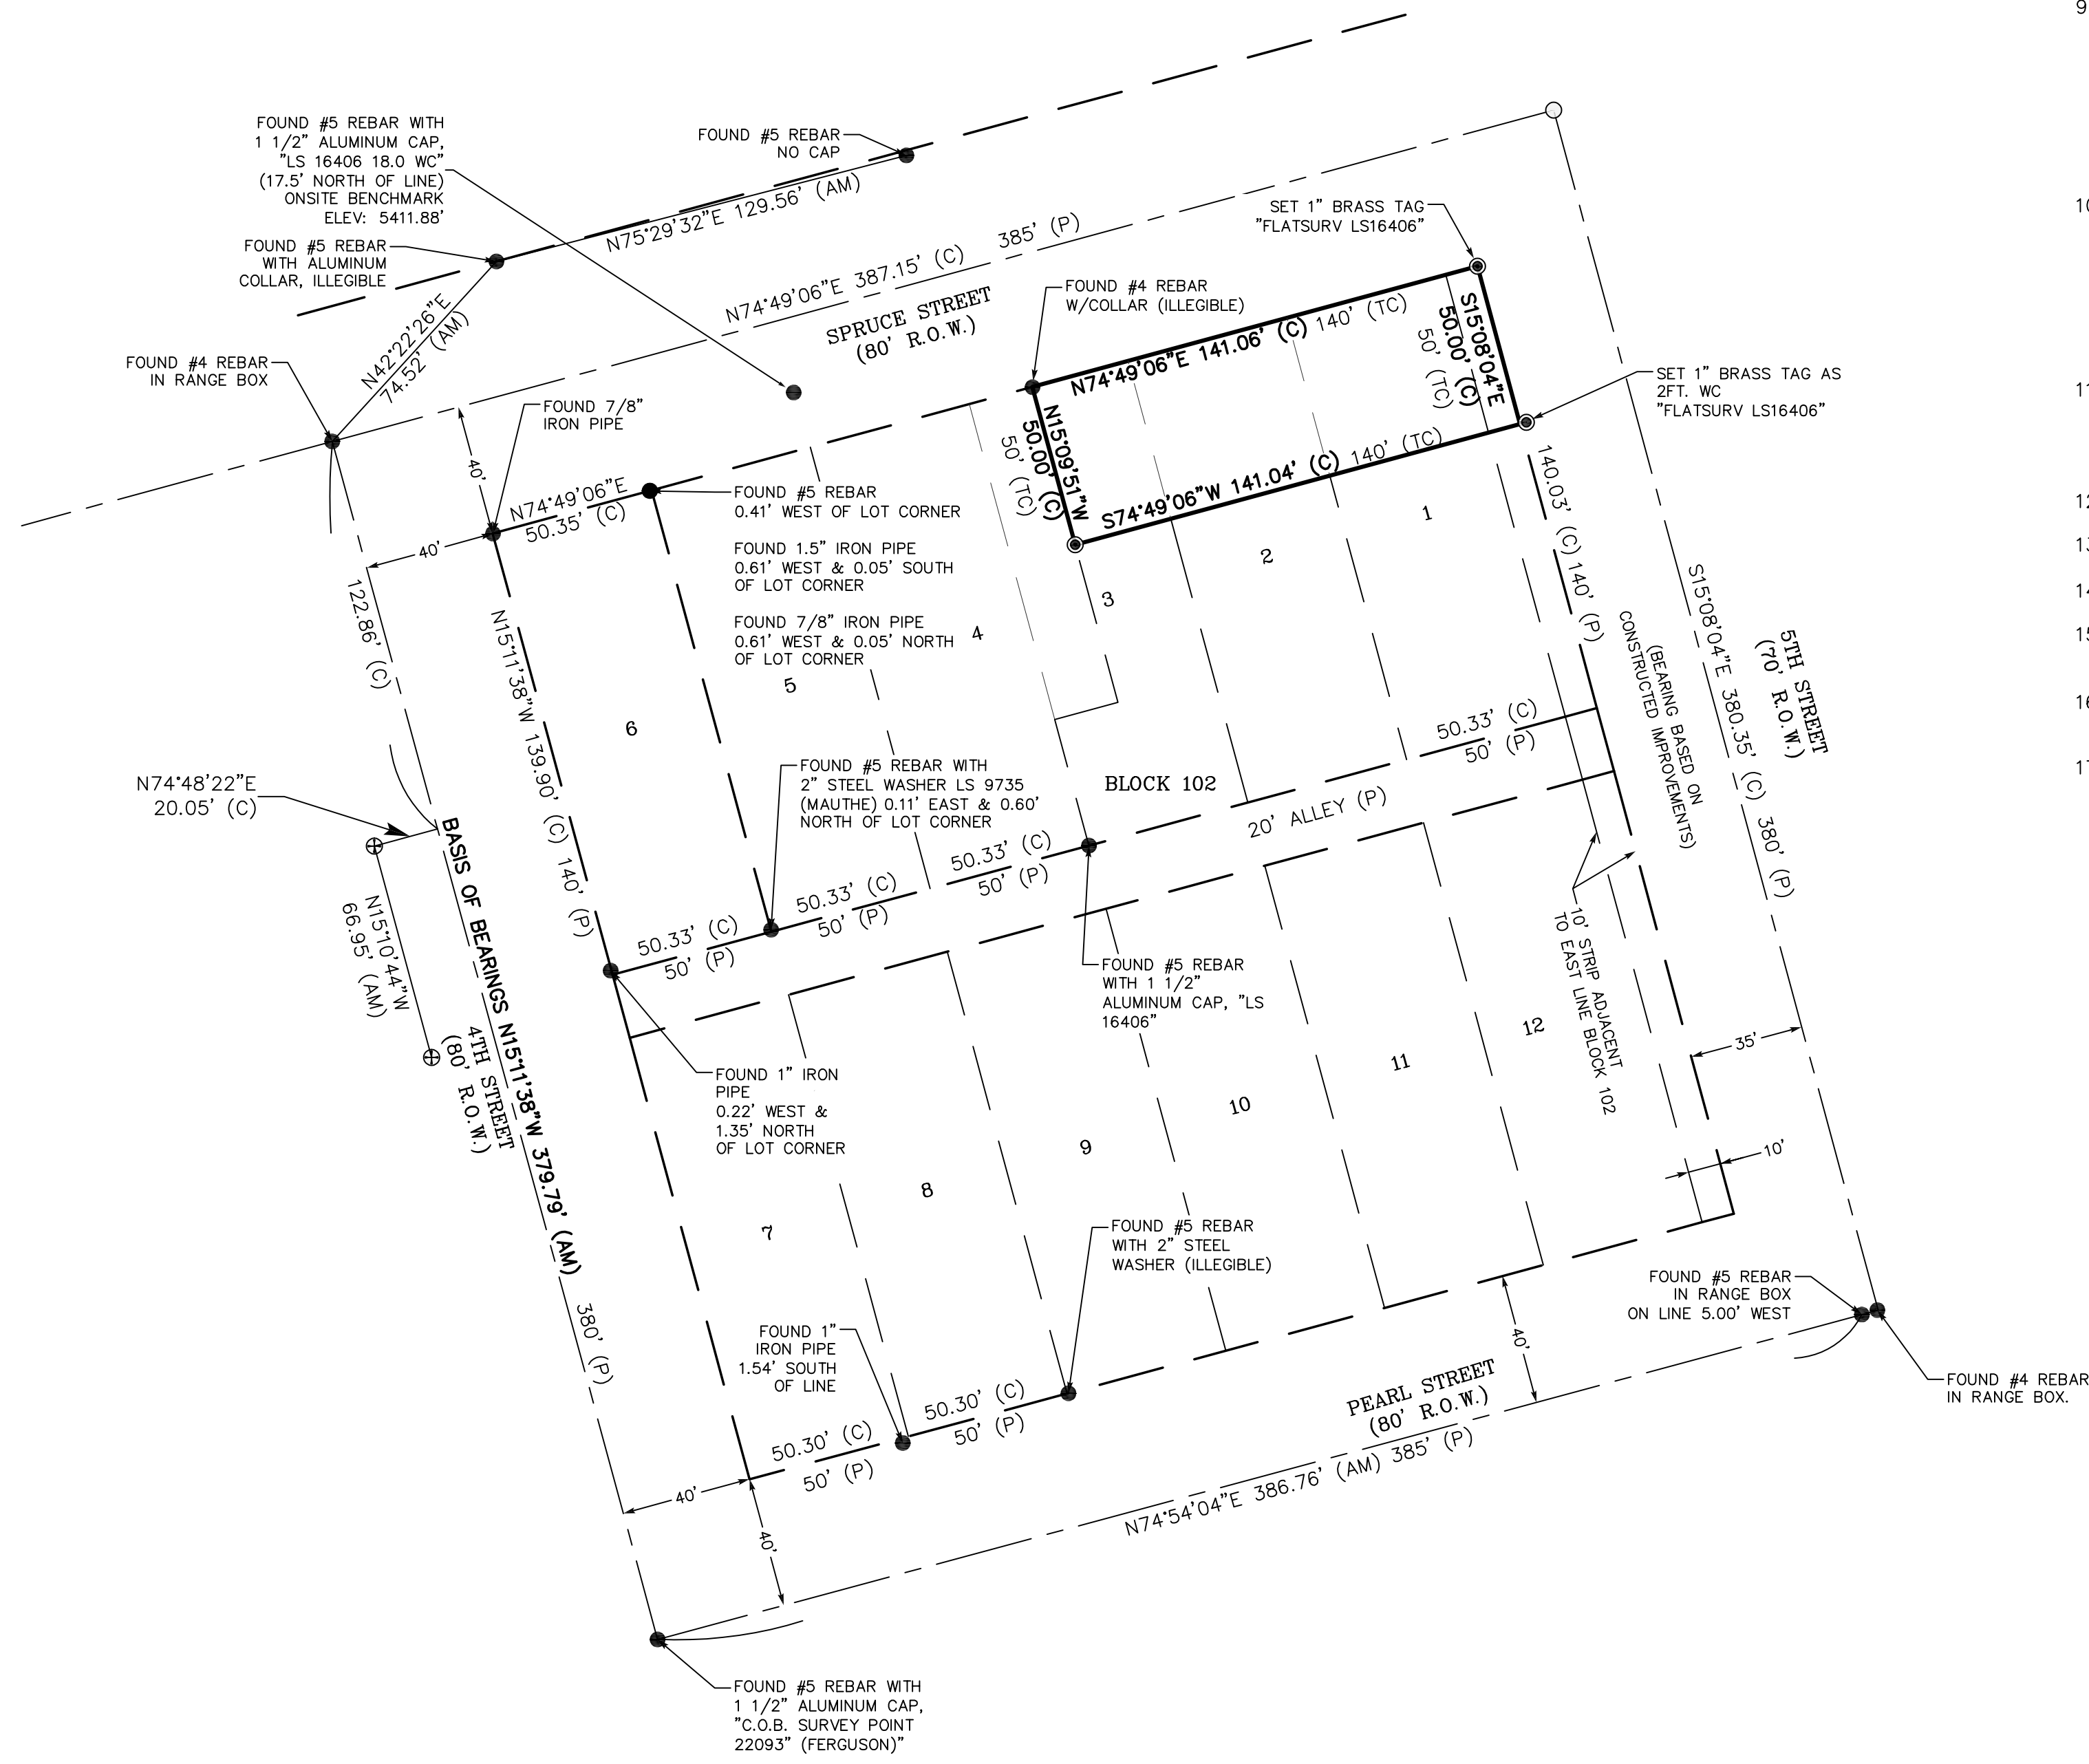 9
FOUND #5 REBAR WITH
1 1/2" ALUMINUM CAP,
"LS 16406 18.0 WC"
(17.5' NORTH OF LINE)
ONSITE BENCHMARK
ELEV: 5411.88'
FOUND #5 REBAR
NO CAP
N75°29'32"E 129.56' (AM)
FOUND #5 REBAR
WITH ALUMINUM
COLLAR, ILLEGIBLE
N42°22'26"E
74.52' (AM)
N74°49'06"E 387.15' (C) 385' (P)
SPRUCE STREET
(80' R.O.W.)
SET 1" BRASS TAG
"FLATSURV LS16406"
10
FOUND #4 REBAR
W/COLLAR (ILLEGIBLE)
FOUND #4 REBAR
IN RANGE BOX
FOUND 7/8"
IRON PIPE
N74°49'06"E 141.06' (C) 140' (TC)
S15°08'04"E
50.00' (C)
50' (TC)
SET 1" BRASS TAG AS
2FT. WC
"FLATSURV LS16406"
11
N15°09'51"W
50.00' (C)
50' (TC)
S74°49'06"W 141.04' (C) 140' (TC)
40'
40'
N74°49'06"E
50.35' (C)
FOUND #5 REBAR
0.41' WEST OF LOT CORNER
FOUND 1.5" IRON PIPE
0.61' WEST & 0.05' SOUTH
OF LOT CORNER
FOUND 7/8" IRON PIPE
0.61' WEST & 0.05' NORTH
OF LOT CORNER
12
13
14
15
16
17
1
2
3
4
5
6
140.03' (C) 140' (P)
S15°08'04"E 380.35' (C) 380' (P)
5TH STREET
(70' R.O.W.)
(BEARING BASED ON
CONSTRUCTED IMPROVEMENTS)
122.86' (C)
N15°11'38"W 139.90' (C) 140' (P)
N74°48'22"E
20.05' (C)
N15°10'44"W
66.95' (AM)
BASIS OF BEARINGS N15°11'38"W 379.79' (AM) 380' (P)
4TH STREET
(80' R.O.W.)
FOUND #5 REBAR WITH
2" STEEL WASHER LS 9735
(MAUTHE) 0.11' EAST & 0.60'
NORTH OF LOT CORNER
BLOCK 102
50.33' (C)
50' (P)
20' ALLEY (P)
50.33' (C)
50' (P)
50.33' (C)
50' (P)
50.33' (C)
50' (P)
FOUND #5 REBAR
WITH 1 1/2"
ALUMINUM CAP, "LS
16406"
10' STRIP ADJACENT
TO EAST LINE BLOCK 102
FOUND 1" IRON
PIPE
0.22' WEST &
1.35' NORTH
OF LOT CORNER
12
11
10
9
8
7
35'
10'
FOUND #5 REBAR
WITH 2" STEEL
WASHER (ILLEGIBLE)
FOUND 1"
IRON PIPE
1.54' SOUTH
OF LINE
FOUND #5 REBAR
IN RANGE BOX
ON LINE 5.00' WEST
FOUND #4 REBAR
IN RANGE BOX.
50.30' (C)
50' (P)
50.30' (C)
50' (P)
40'
40'
40'
PEARL STREET
(80' R.O.W.)
N74°54'04"E 386.76' (AM) 385' (P)
FOUND #5 REBAR WITH
1 1/2" ALUMINUM CAP,
"C.O.B. SURVEY POINT
22093" (FERGUSON)"